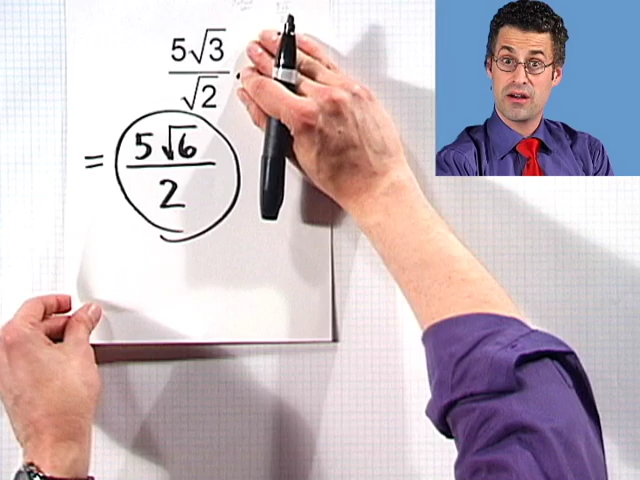 5√3
√2 ·
= 5√6
2